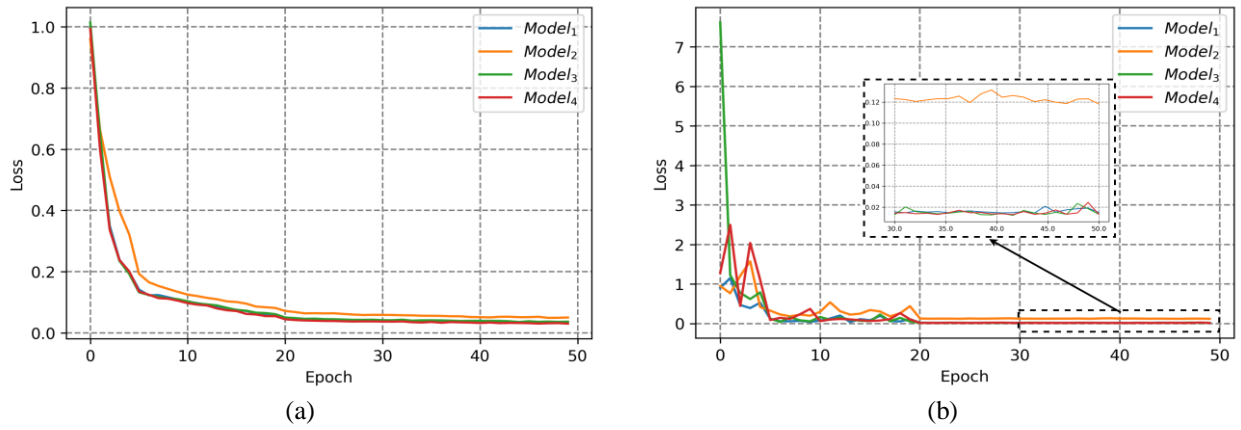 1.0
0.8
0.6
0.4
0.2
0.0
Loss
0 10 20 30 40 50
Epoch
Model1
Model2
Model3
Model4
(a)
7
6
5
4
3
2
1
0
Loss
0 10 20 30 40 50
Epoch
Model1
Model2
Model3
Model4
0.12
0.10
0.08
0.06
0.04
0.02
30.0 35.0 40.0 45.0 50.0
(b)